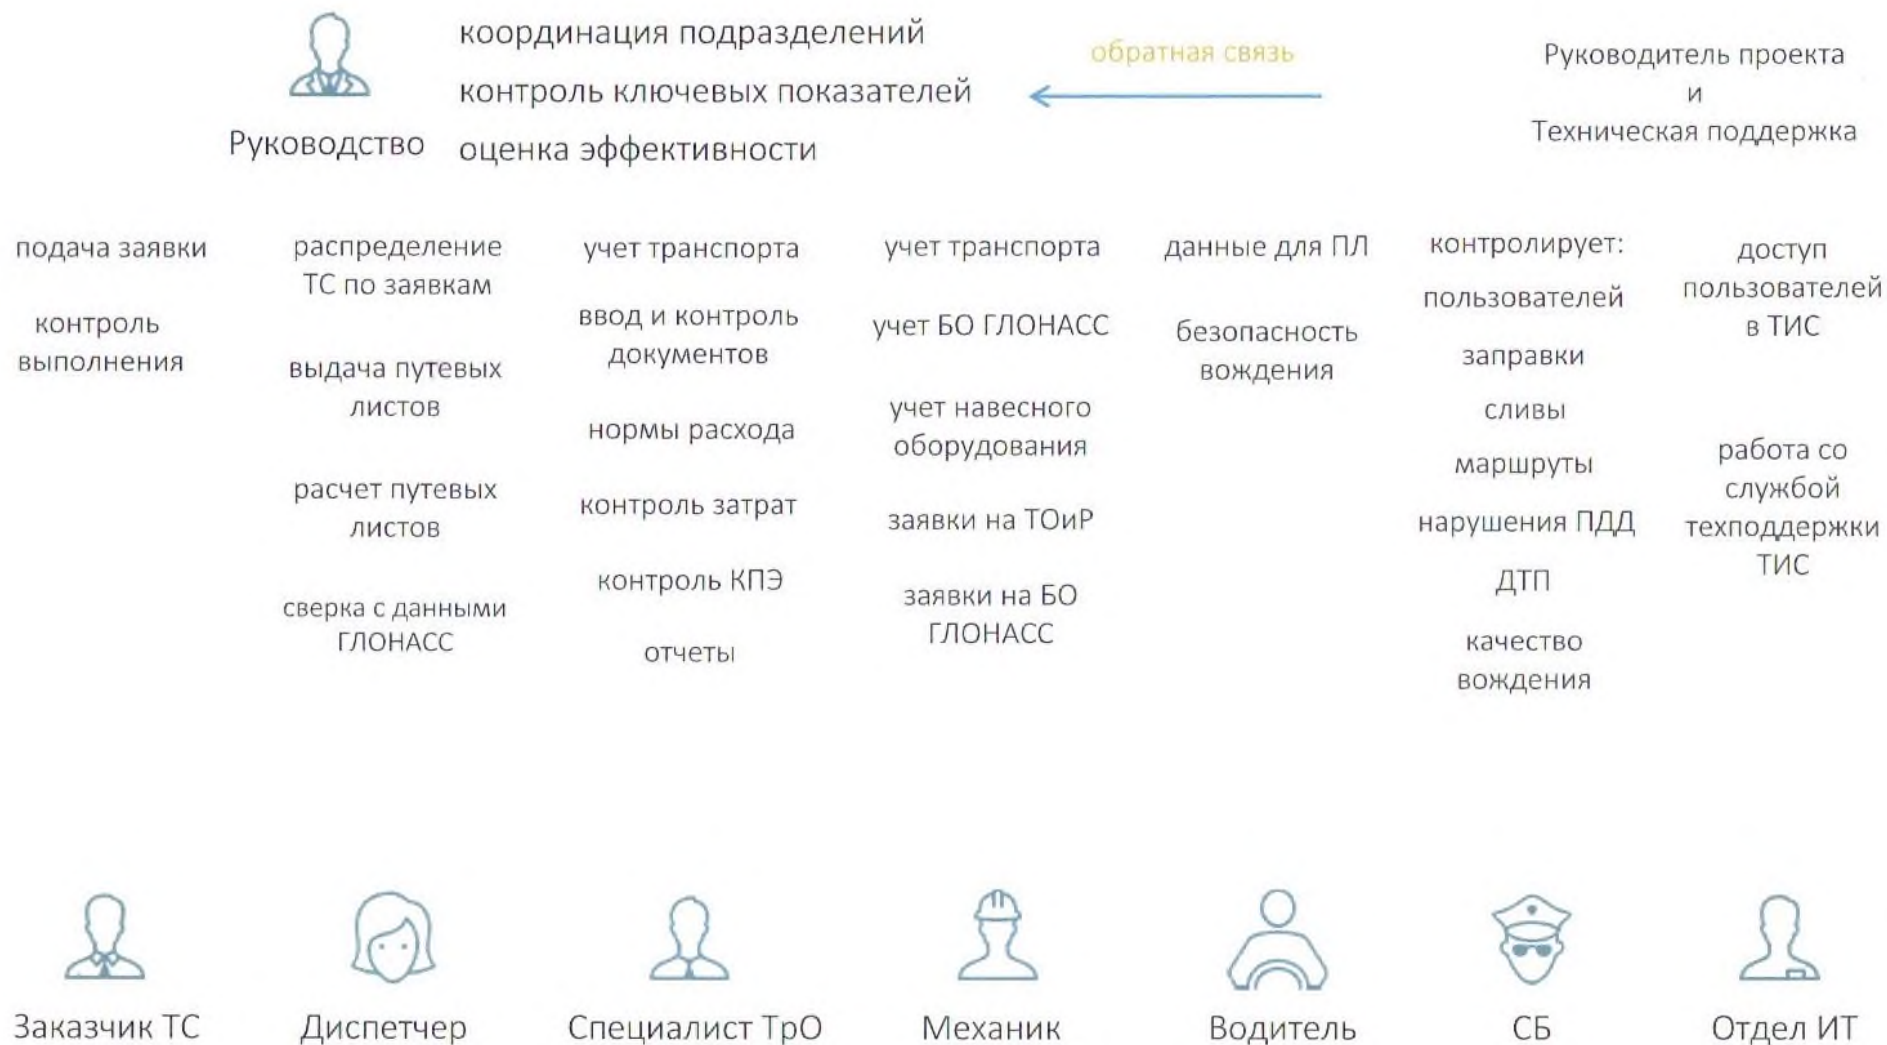 координация подразделений
контроль ключевых показателей
оценка эффективности
Руководство
обратная связь
Руководитель проекта
и
Техническая поддержка
подача заявки
контроль
выполнения
распределение
ТС по заявкам
выдача путевых
листов
расчет путевых
листов
сверка с данными
ГЛОНАСС
учет транспорта
ввод и контроль
документов
нормы расхода
контроль затрат
контроль КПЭ
отчеты
учет транспорта
учет БО ГЛОНАСС
учет навесного
оборудования
заявки на ТОиР
заявки на БО
ГЛОНАСС
данные для ПЛ
безопасность
вождения
контролирует:
пользователей
заправки
сливы
маршруты
нарушения ПДД
ДТП
качество
вождения
доступ
пользователей
в ТИС
работа со
службой
техподдержки
ТИС
Заказчик ТС
Диспетчер
Специалист ТрО
Механик
Водитель
СБ
Отдел ИТ